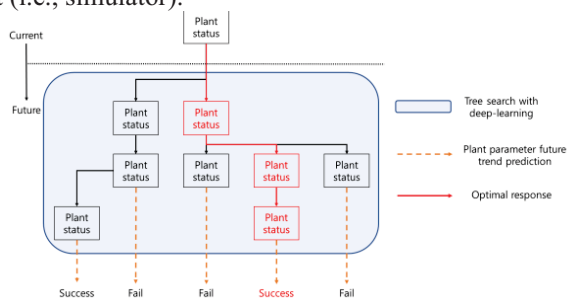 e (i.e., simulator).
Plant
status
Current
Future
Plant
status
Plant
status
Tree search with
deep-learning
Plant
status
Plant
status
Plant
status
Plant
status
Plant parameter future
trend prediction
Optimal response
Plant
status
Plant
status
Success
Fail
Fail
Success
Fail